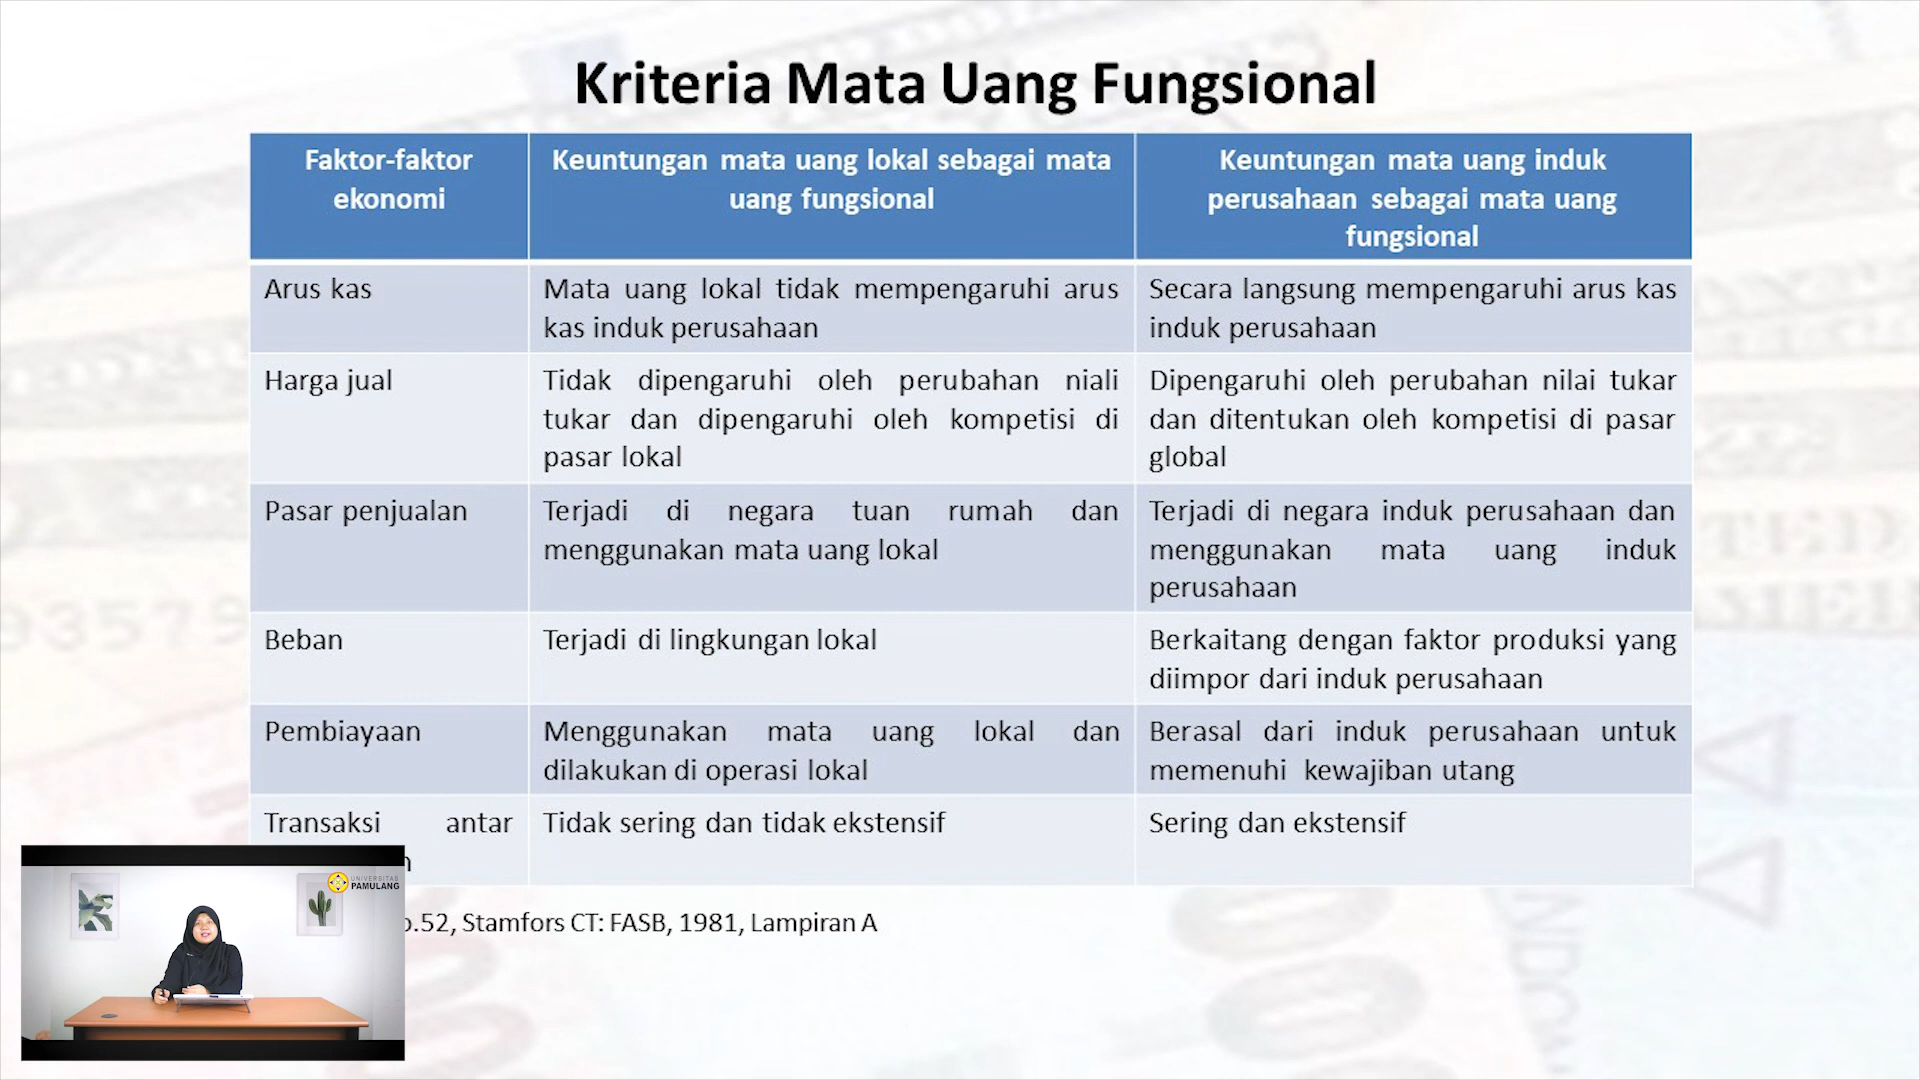 Kriteria Mata Uang Fungsional
Faktor-faktor
ekonomi
Keuntungan mata uang lokal sebagai mata
uang fungsional
Keuntungan mata uang induk
perusahaan sebagai mata uang
fungsional
Arus kas
Mata uang lokal tidak mempengaruhi arus
kas induk perusahaan
Secara langsung mempengaruhi arus kas
induk perusahaan
Harga jual
Tidak dipengaruhi oleh perubahan niali
tukar dan dipengaruhi oleh kompetisi di
pasar lokal
Dipengaruhi oleh perubahan nilai tukar
dan ditentukan oleh kompetisi di pasar
global
Pasar penjualan
Terjadi di negara tuan rumah dan
menggunakan mata uang lokal
Terjadi di negara induk perusahaan dan
menggunakan mata uang induk
perusahaan
Beban
Terjadi di lingkungan lokal
Berkaitang dengan faktor produksi yang
diimpor dari induk perusahaan
Pembiayaan
Menggunakan mata uang lokal dan
dilakukan di operasi lokal
Berasal dari induk perusahaan untuk
memenuhi kewajiban utang
Transaksi antar
Tidak sering dan tidak ekstensif
Sering dan ekstensif
.52, Stamfors CT: FASB, 1981, Lampiran A
UNIVERSITAS
PAMULANG